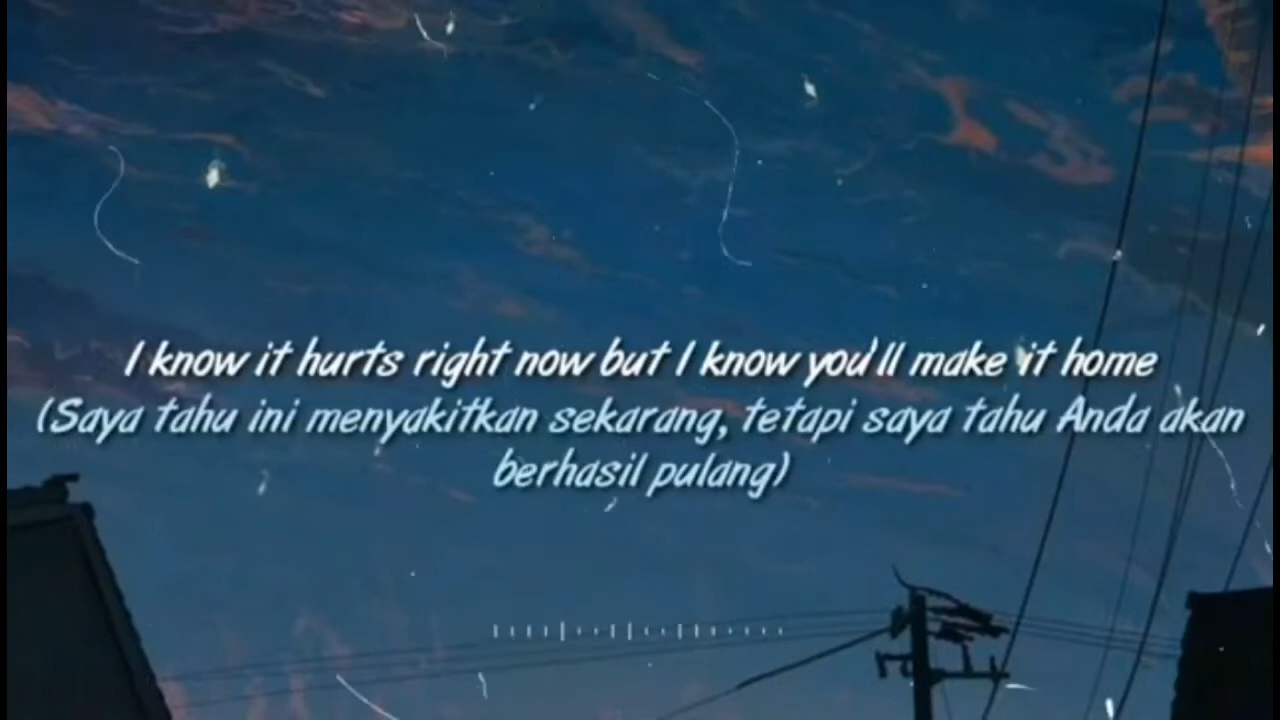 I know it hurts right now but I know you'll make it home
(Saya tahu ini menyakitkan sekarang, tetapi saya tahu Anda akan
berhasil pulang)